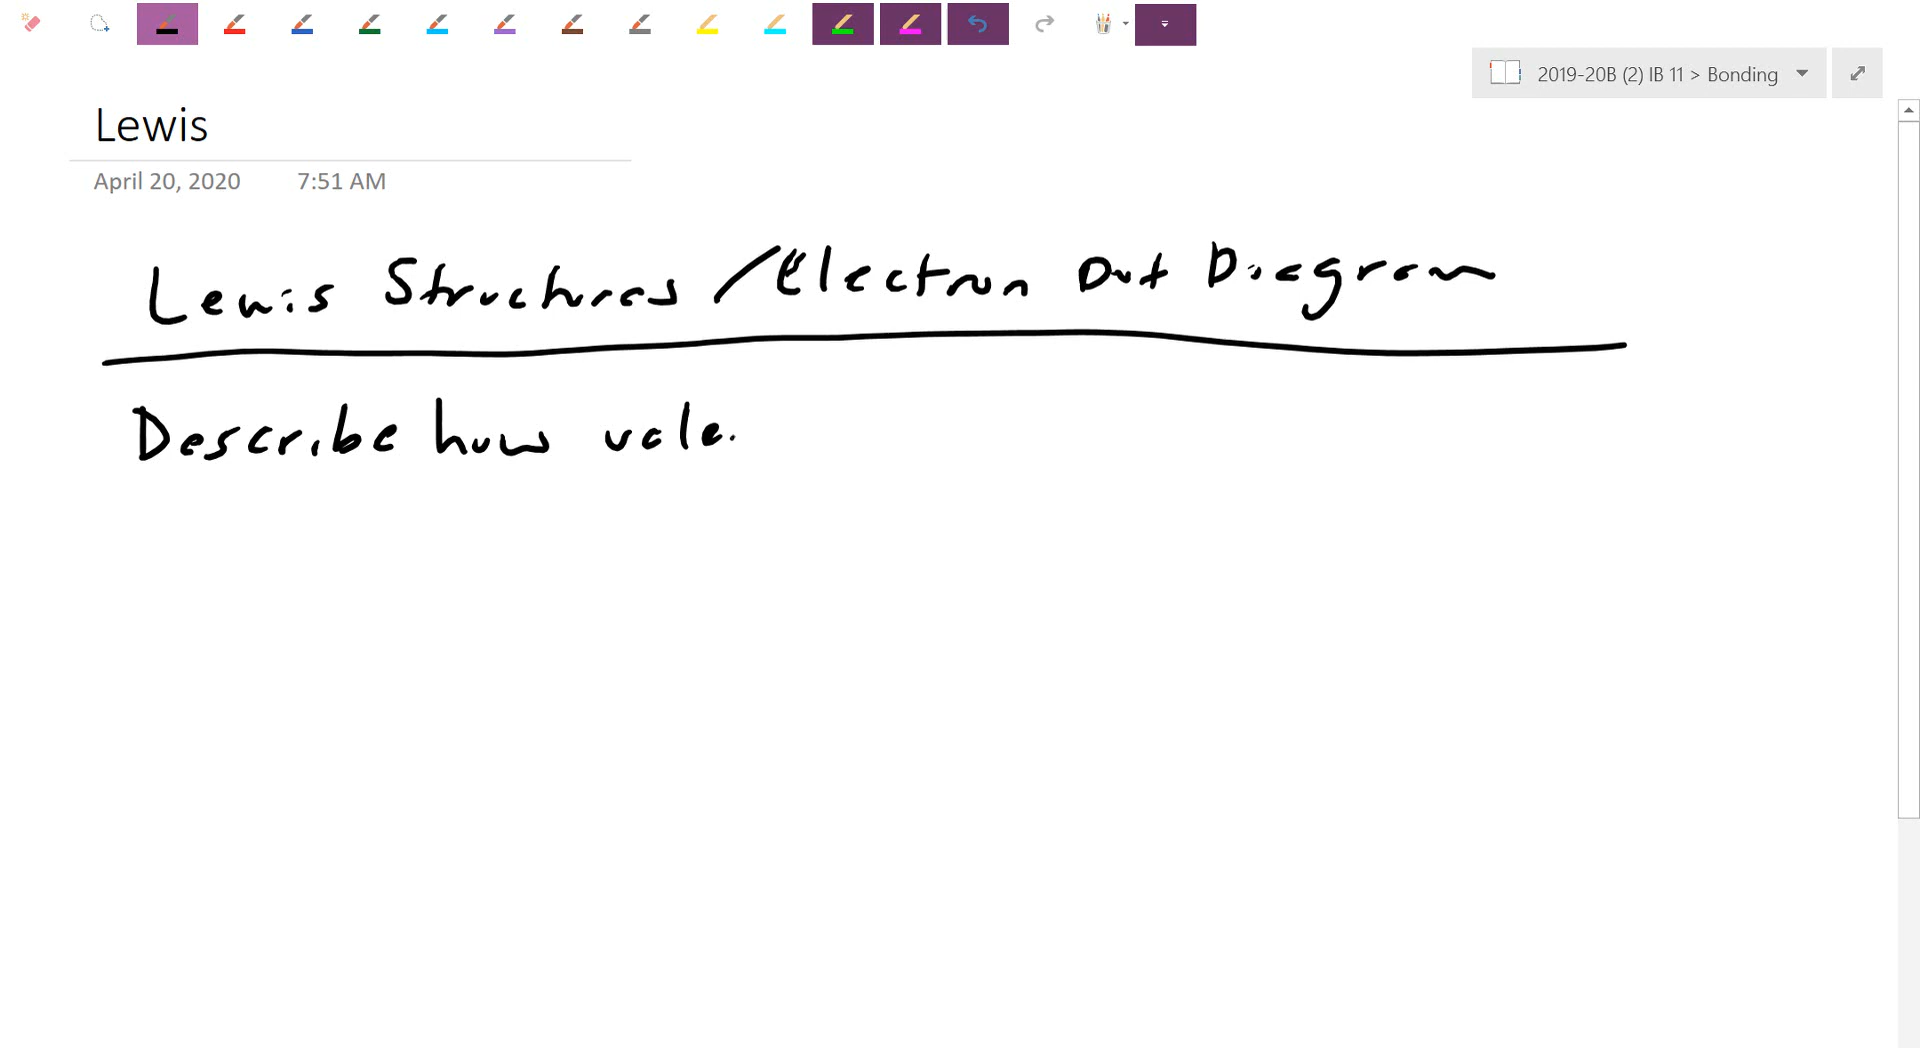 2019-20B (2) IB 11 > Bonding
Lewis
April 20, 2020 7:51 AM
Lewis Structures / Electron Dot Diagram
Describe how vale